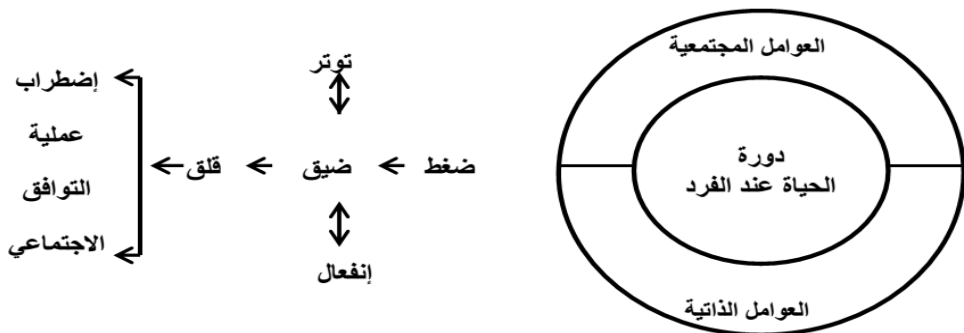 العوامل المجتمعية
دورة
الحياة عند الفرد
العوامل الذاتية
توتر
ضغط
ضيق
قلق
إنفعال
إضطراب
عملية
التوافق
الاجتماعي